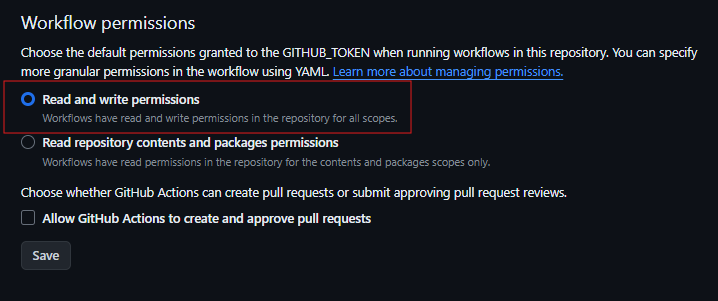 Workflow permissions
Choose the default permissions granted to the GITHUB_TOKEN when running workflows in this repository. You can specify
more granular permissions in the workflow using YAML. Learn more about managing permissions.
Read and write permissions
Workflows have read and write permissions in the repository for all scopes.
Read repository contents and packages permissions
Workflows have read permissions in the repository for the contents and packages scopes only.
Choose whether GitHub Actions can create pull requests or submit approving pull request reviews.
Allow GitHub Actions to create and approve pull requests
Save